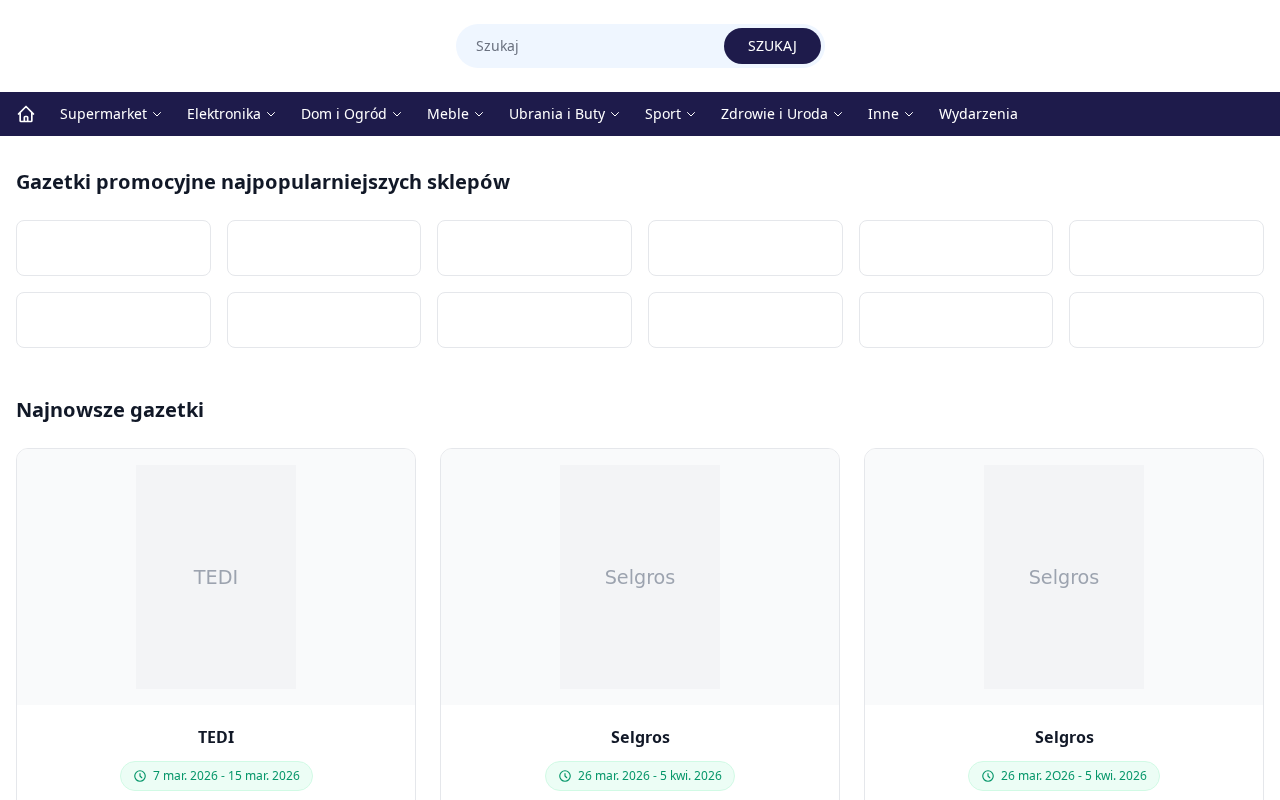 Szukaj
SZUKAJ
Supermarket
Elektronika
Dom i Ogród
Meble
Ubrania i Buty
Sport
Zdrowie i Uroda
Inne
Wydarzenia
Gazetki promocyjne najpopularniejszych sklepów
Najnowsze gazetki
TEDI
Selgros
Selgros
TEDI
Selgros
Selgros
7 mar. 2026 - 15 mar. 2026
26 mar. 2026 - 5 kwi. 2026
26 mar. 2O26 - 5 kwi. 2026